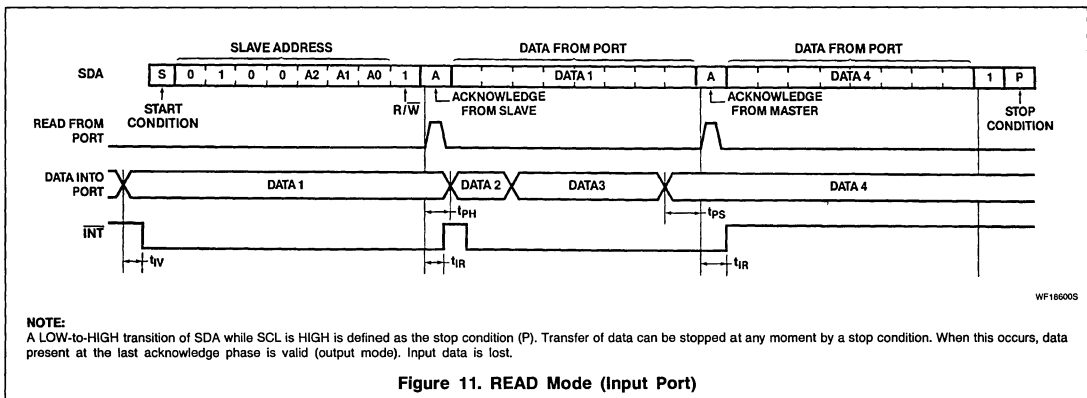 SLAVE ADDRESS DATA FROM PORT DATA FROM PORT
SDA S 0 1 0 0 A2 A1 A0 1 A DATA 1 A DATA 4 1 P
START CONDITION R/W ACKNOWLEDGE FROM SLAVE ACKNOWLEDGE FROM MASTER STOP CONDITION
READ FROM PORT
DATA INTO PORT DATA 1 DATA 2 DATA3 DATA 4
tPH tPS
INT
tIV tIR tIR
WF18600S
NOTE:
A LOW-to-HIGH transition of SDA while SCL is HIGH is defined as the stop condition (P). Transfer of data can be stopped at any moment by a stop condition. When this occurs, data
present at the last acknowledge phase is valid (output mode). Input data is lost.
Figure 11. READ Mode (Input Port)